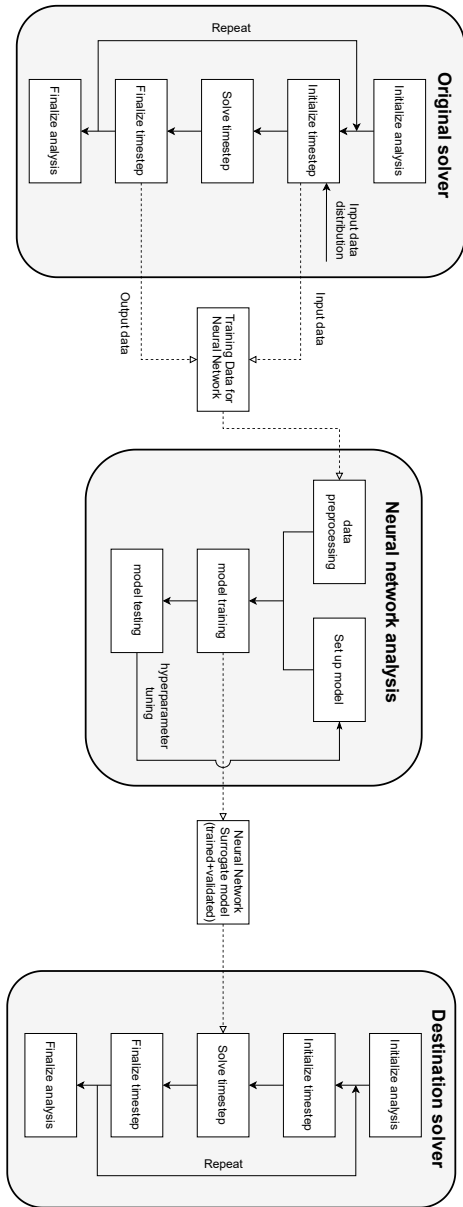 Original solver
Initialize analysis
Repeat
Initialize timestep
Input data
distribution
Solve timestep
Finalize timestep
Finalize analysis
Input data
Output data
Training Data for
Neural Network
Neural network analysis
data
preprocessing
Set up model
model training
model testing
hyperparameter
tuning
Neural Network
Surrogate model
(trained+validated)
Destination solver
Initialize analysis
Initialize timestep
Solve timestep
Finalize timestep
Finalize analysis
Repeat